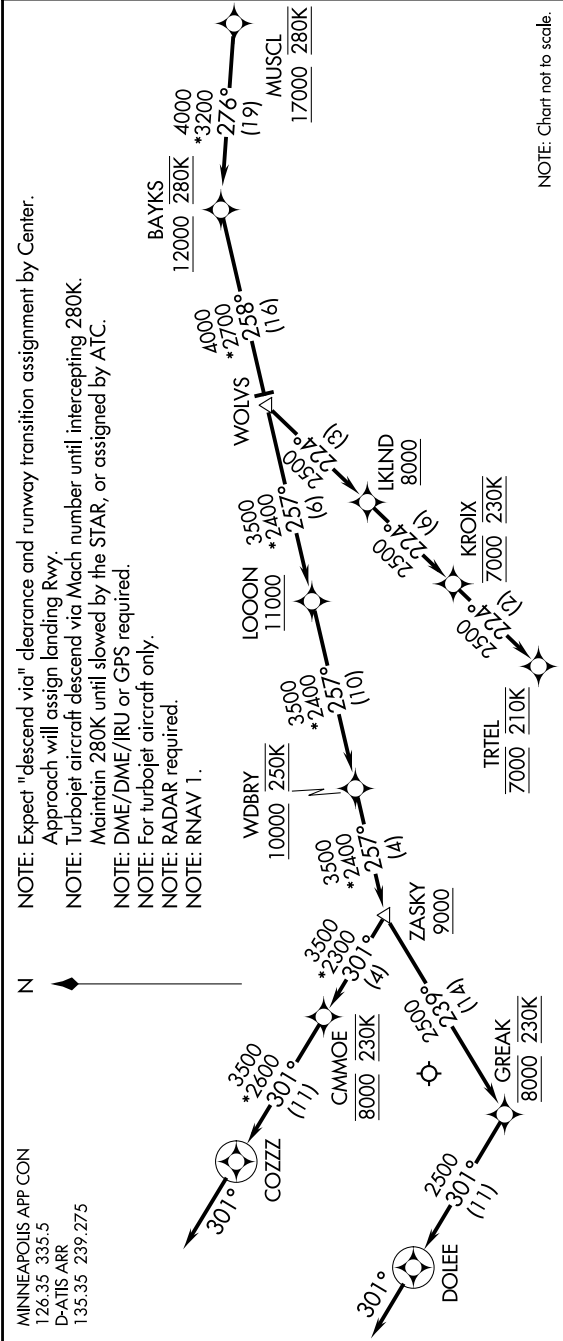 MINNEAPOLIS APP CON
126.35 335.5
D-ATIS ARR
135.35 239.275
N
NOTE: Expect "descend via" clearance and runway transition assignment by Center.
Approach will assign landing Rwy.
NOTE: Turbojet aircraft descend via Mach number until intercepting 280K.
Maintain 280K until slowed by the STAR, or assigned by ATC.
NOTE: DME/DME/IRU or GPS required.
NOTE: For turbojet aircraft only.
NOTE: RADAR required.
NOTE: RNAV 1.
MUSCL
17000 280K
4000
*3200
276°
(19)
BAYKS
12000 280K
4000
*2700
258°
(16)
WOLVS
3500
*2400
257°
(6)
LOOON
11000
3500
*2400
257°
(10)
WDBRY
10000 250K
3500
*2400
257°
(4)
ZASKY
9000
3500
*2300
301°
(4)
CMMOE
8000 230K
3500
*2600
301°
(11)
COZZZ
301°
2500
239°
(14)
GREAK
8000 230K
2500
301°
(11)
DOLEE
301°
2500
224°
(3)
LKLND
8000
2500
224°
(6)
KROIX
7000 230K
2500
224°
(2)
TRTEL
7000 210K
NOTE: Chart not to scale.